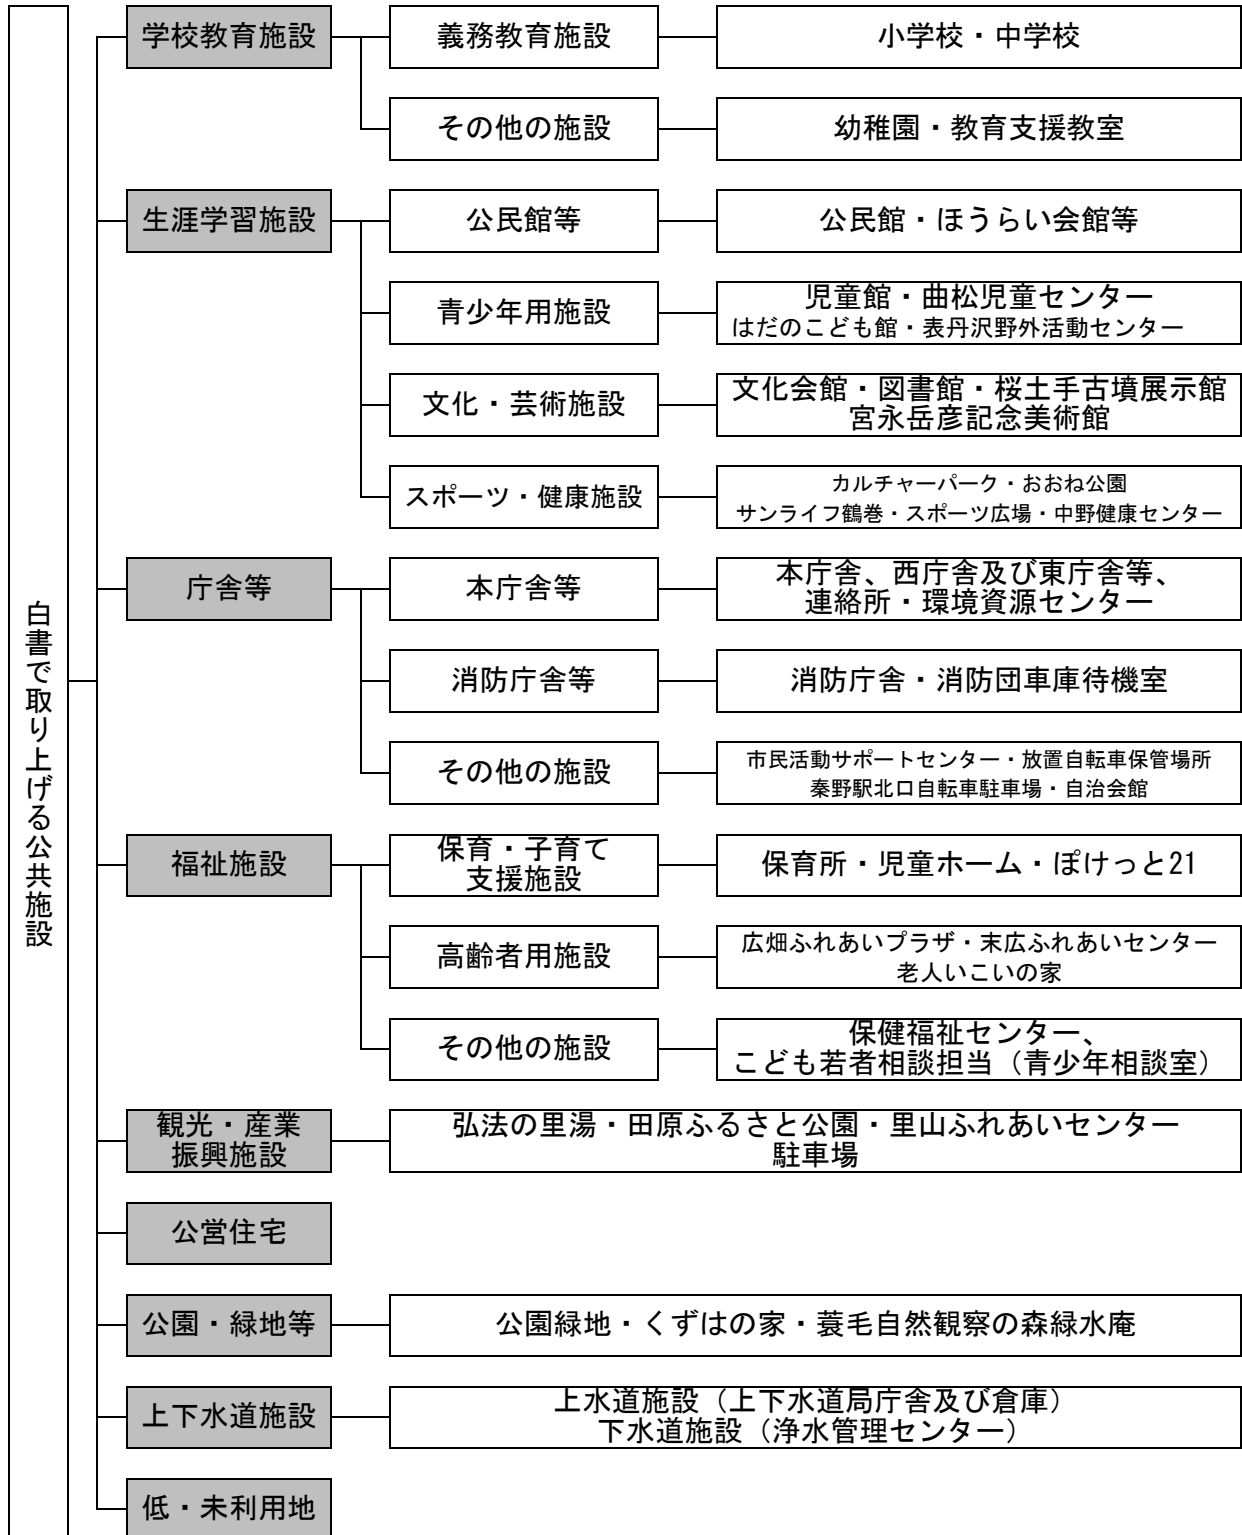 白書で取り上げる公共施設
学校教育施設
義務教育施設
小学校・中学校
その他の施設
幼稚園・教育支援教室
生涯学習施設
公民館等
公民館・ほうらい会館等
青少年用施設
児童館・曲松児童センター
はだのこども館・表丹沢野外活動センター
文化・芸術施設
文化会館・図書館・桜土手古墳展示館
宮永岳彦記念美術館
スポーツ・健康施設
カルチャーパーク・おおね公園
サンライフ鶴巻・スポーツ広場・中野健康センター
庁舎等
本庁舎等
本庁舎、西庁舎及び東庁舎等、
連絡所・環境資源センター
消防庁舎等
消防庁舎・消防団車庫待機室
その他の施設
市民活動サポートセンター・放置自転車保管場所
秦野駅北口自転車駐車場・自治会館
福祉施設
保育・子育て
支援施設
保育所・児童ホーム・ぽけっと21
高齢者用施設
広畑ふれあいプラザ・末広ふれあいセンター
老人いこいの家
その他の施設
保健福祉センター、
こども若者相談担当（青少年相談室）
観光・産業
振興施設
弘法の里湯・田原ふるさと公園・里山ふれあいセンター
駐車場
公営住宅
公園・緑地等
公園緑地・くずはの家・蓑毛自然観察の森緑水庵
上下水道施設
上水道施設（上下水道局庁舎及び倉庫）
下水道施設（浄水管理センター）
低・未利用地